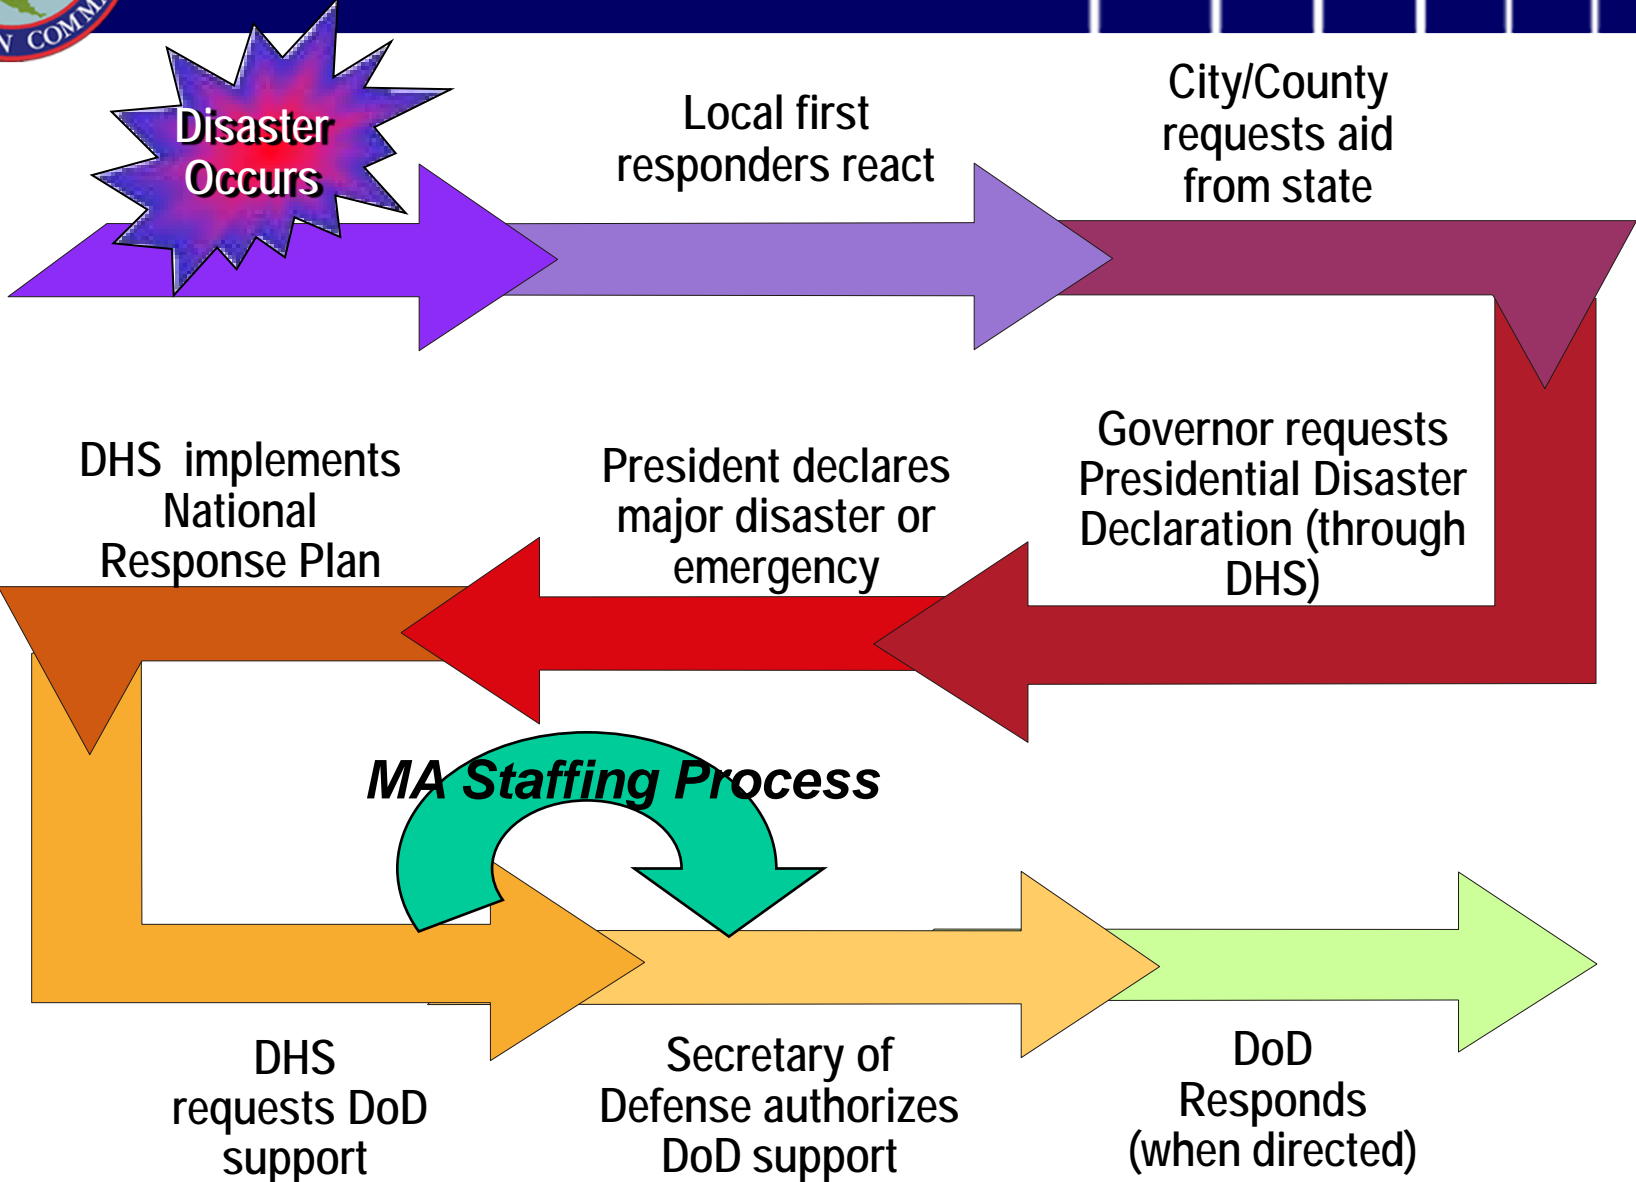 Disaster
Occurs
Local first
responders react
City/County
requests aid
from state
Governor requests
Presidential Disaster
Declaration (through
DHS)
President declares
major disaster or
emergency
DHS implements
National
Response Plan
MA Staffing Process
DHS
requests DoD
support
Secretary of
Defense authorizes
DoD support
DoD
Responds
(when directed)